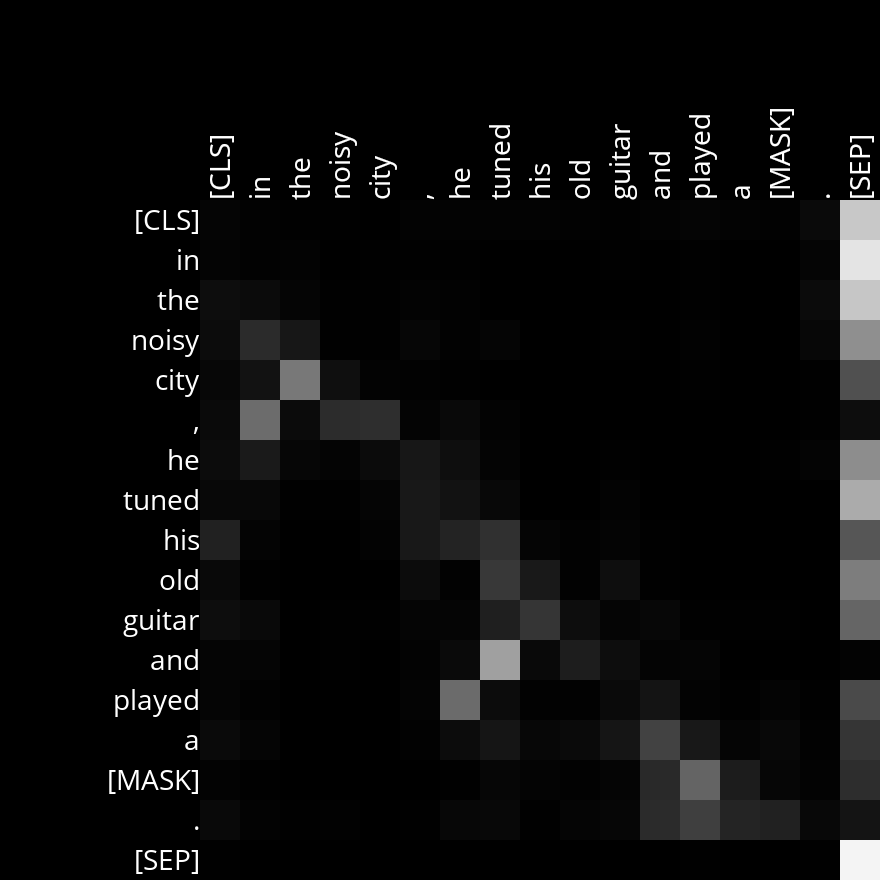 [CLS] in the noisy city , he tuned his old guitar and played a [MASK] . [SEP]
[CLS]
in
the
noisy
city
,
he
tuned
his
old
guitar
and
played
a
[MASK]
.
[SEP]